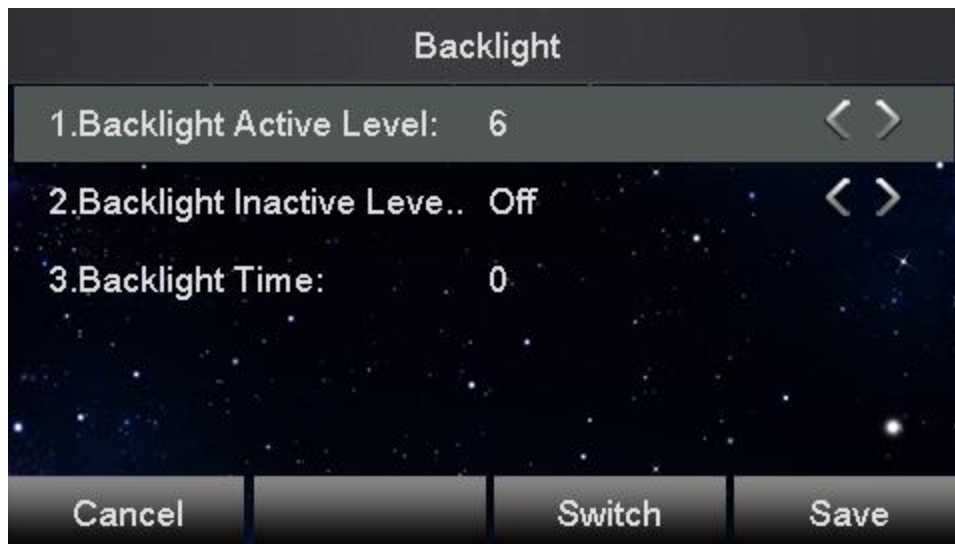 Backlight
1.Backlight Active Level: 6
2.Backlight Inactive Leve.. Off
3.Backlight Time: 0
Cancel Switch Save